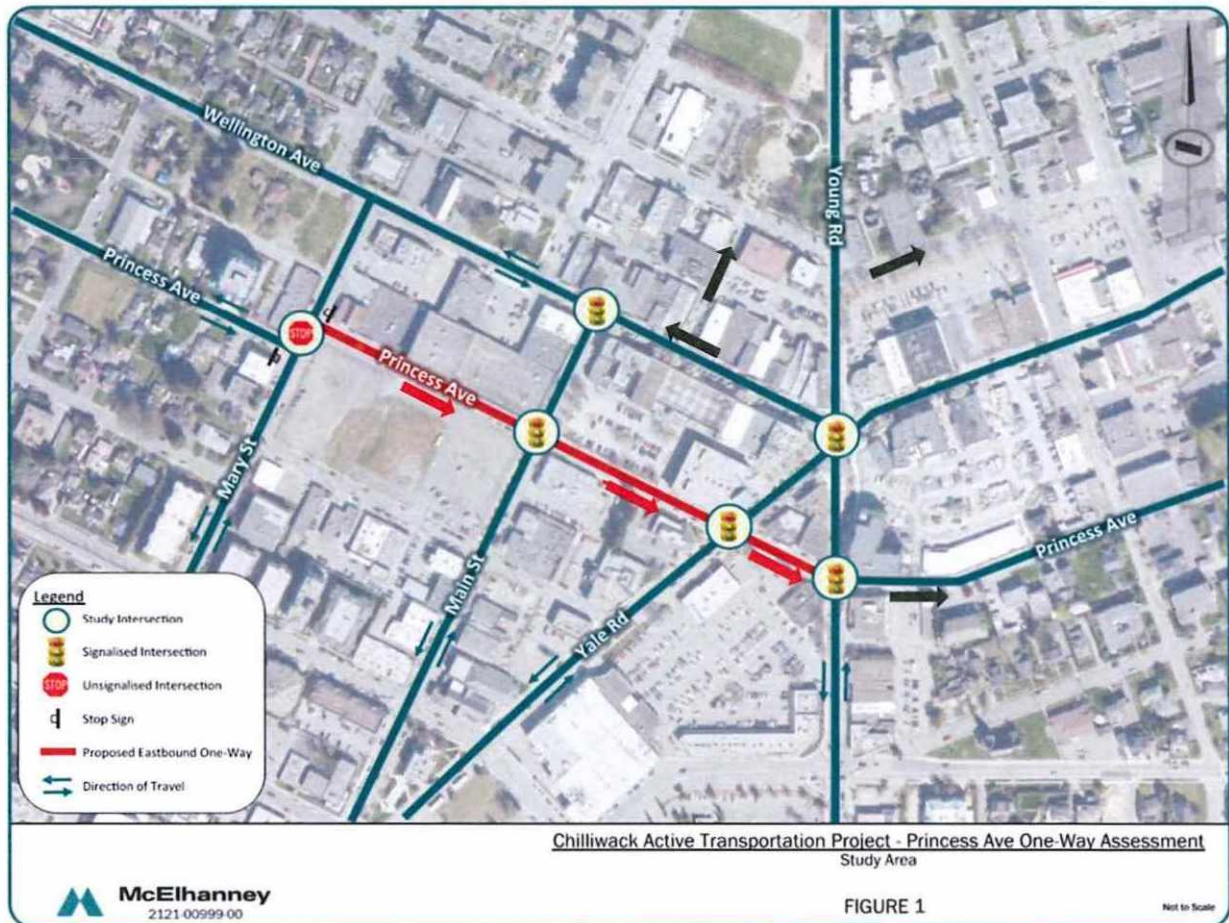 Wellington Ave
Young Rd
Princess Ave
STOP
Princess Ave
Mary St
Main St
Yale Rd
Princess Ave
Legend
Study Intersection
Signalised Intersection
STOP
Unsignalised Intersection
Stop Sign
Proposed Eastbound One-Way
Direction of Travel
Chilliwack Active Transportation Project - Princess Ave One-Way Assessment
Study Area
McElhanney
2121-00999-00
FIGURE 1
Not to Scale